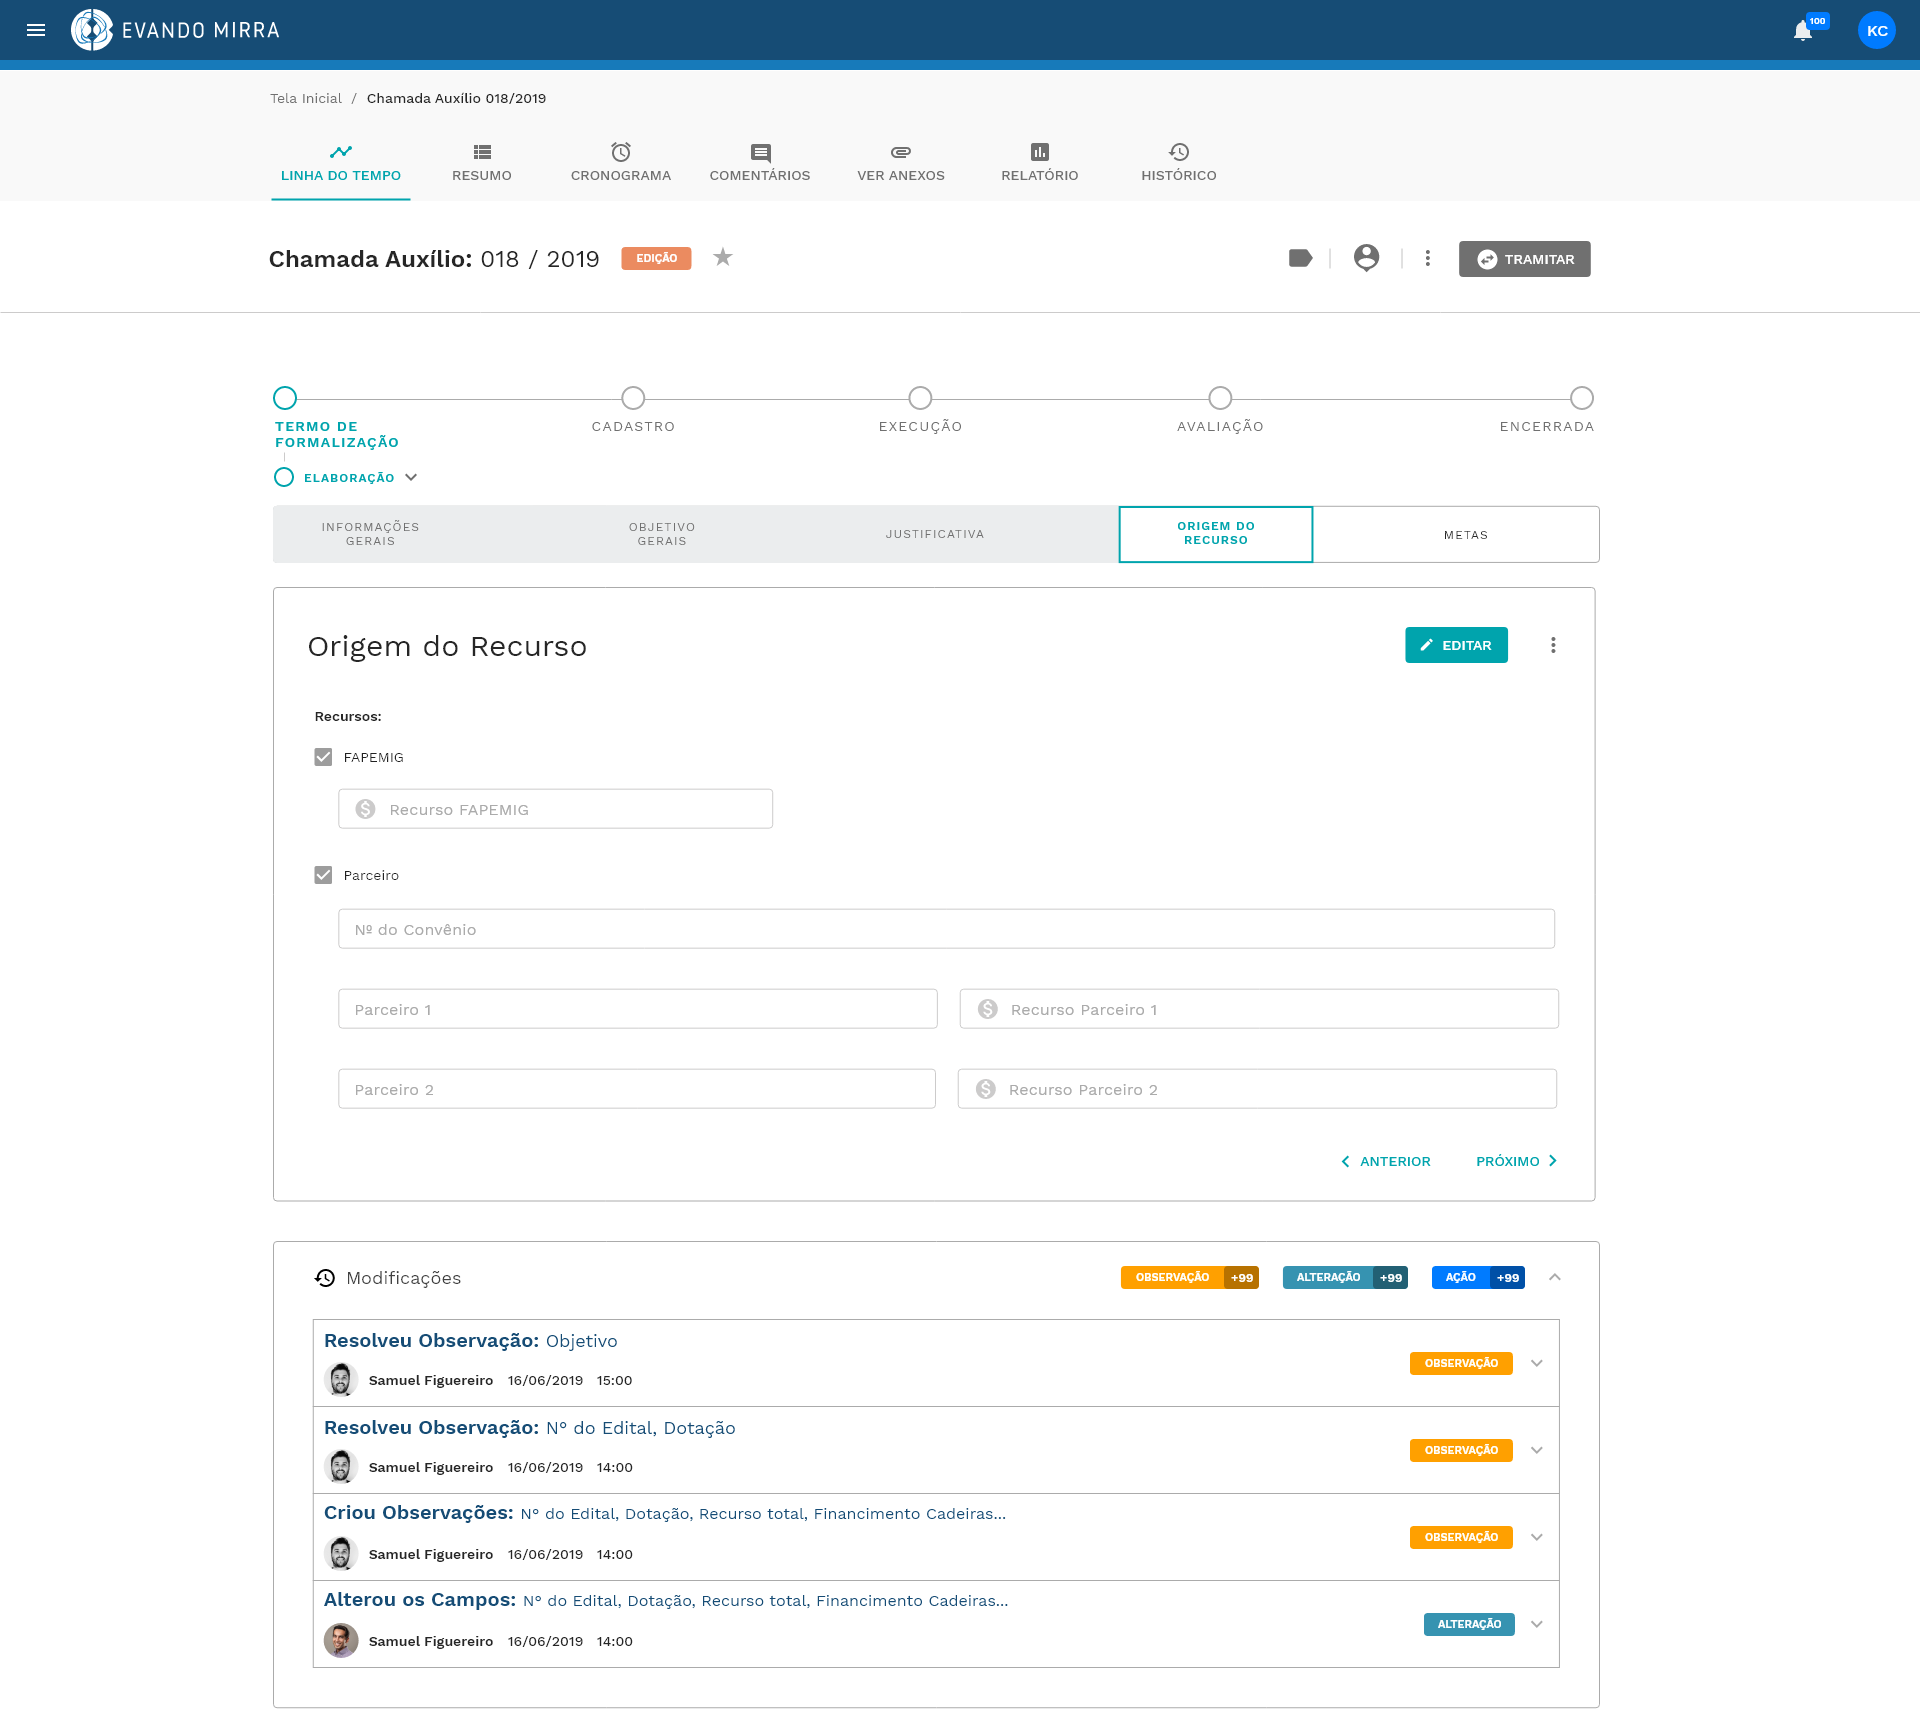 EVANDO MIRRA
100
KC
Tela Inicial / Chamada Auxílio 018/2019
LINHA DO TEMPO
RESUMO
CRONOGRAMA
COMENTÁRIOS
VER ANEXOS
RELATÓRIO
HISTÓRICO
Chamada Auxílio: 018 / 2019
EDIÇÃO
TRAMITAR
TERMO DE
FORMALIZAÇÃO
CADASTRO
EXECUÇÃO
AVALIAÇÃO
ENCERRADA
ELABORAÇÃO
INFORMAÇÕES
GERAIS
OBJETIVO
GERAIS
JUSTIFICATIVA
ORIGEM DO
RECURSO
METAS
Origem do Recurso
EDITAR
Recursos:
FAPEMIG
Recurso FAPEMIG
Parceiro
Nº do Convênio
Parceiro 1
Recurso Parceiro 1
Parceiro 2
Recurso Parceiro 2
ANTERIOR
PRÓXIMO
Modificações
OBSERVAÇÃO +99
ALTERAÇÃO +99
AÇÃO +99
Resolveu Observação: Objetivo
Samuel Figuereiro 16/06/2019 15:00
OBSERVAÇÃO
Resolveu Observação: N° do Edital, Dotação
Samuel Figuereiro 16/06/2019 14:00
OBSERVAÇÃO
Criou Observações: N° do Edital, Dotação, Recurso total, Financimento Cadeiras...
Samuel Figuereiro 16/06/2019 14:00
OBSERVAÇÃO
Alterou os Campos: N° do Edital, Dotação, Recurso total, Financimento Cadeiras...
Samuel Figuereiro 16/06/2019 14:00
ALTERAÇÃO